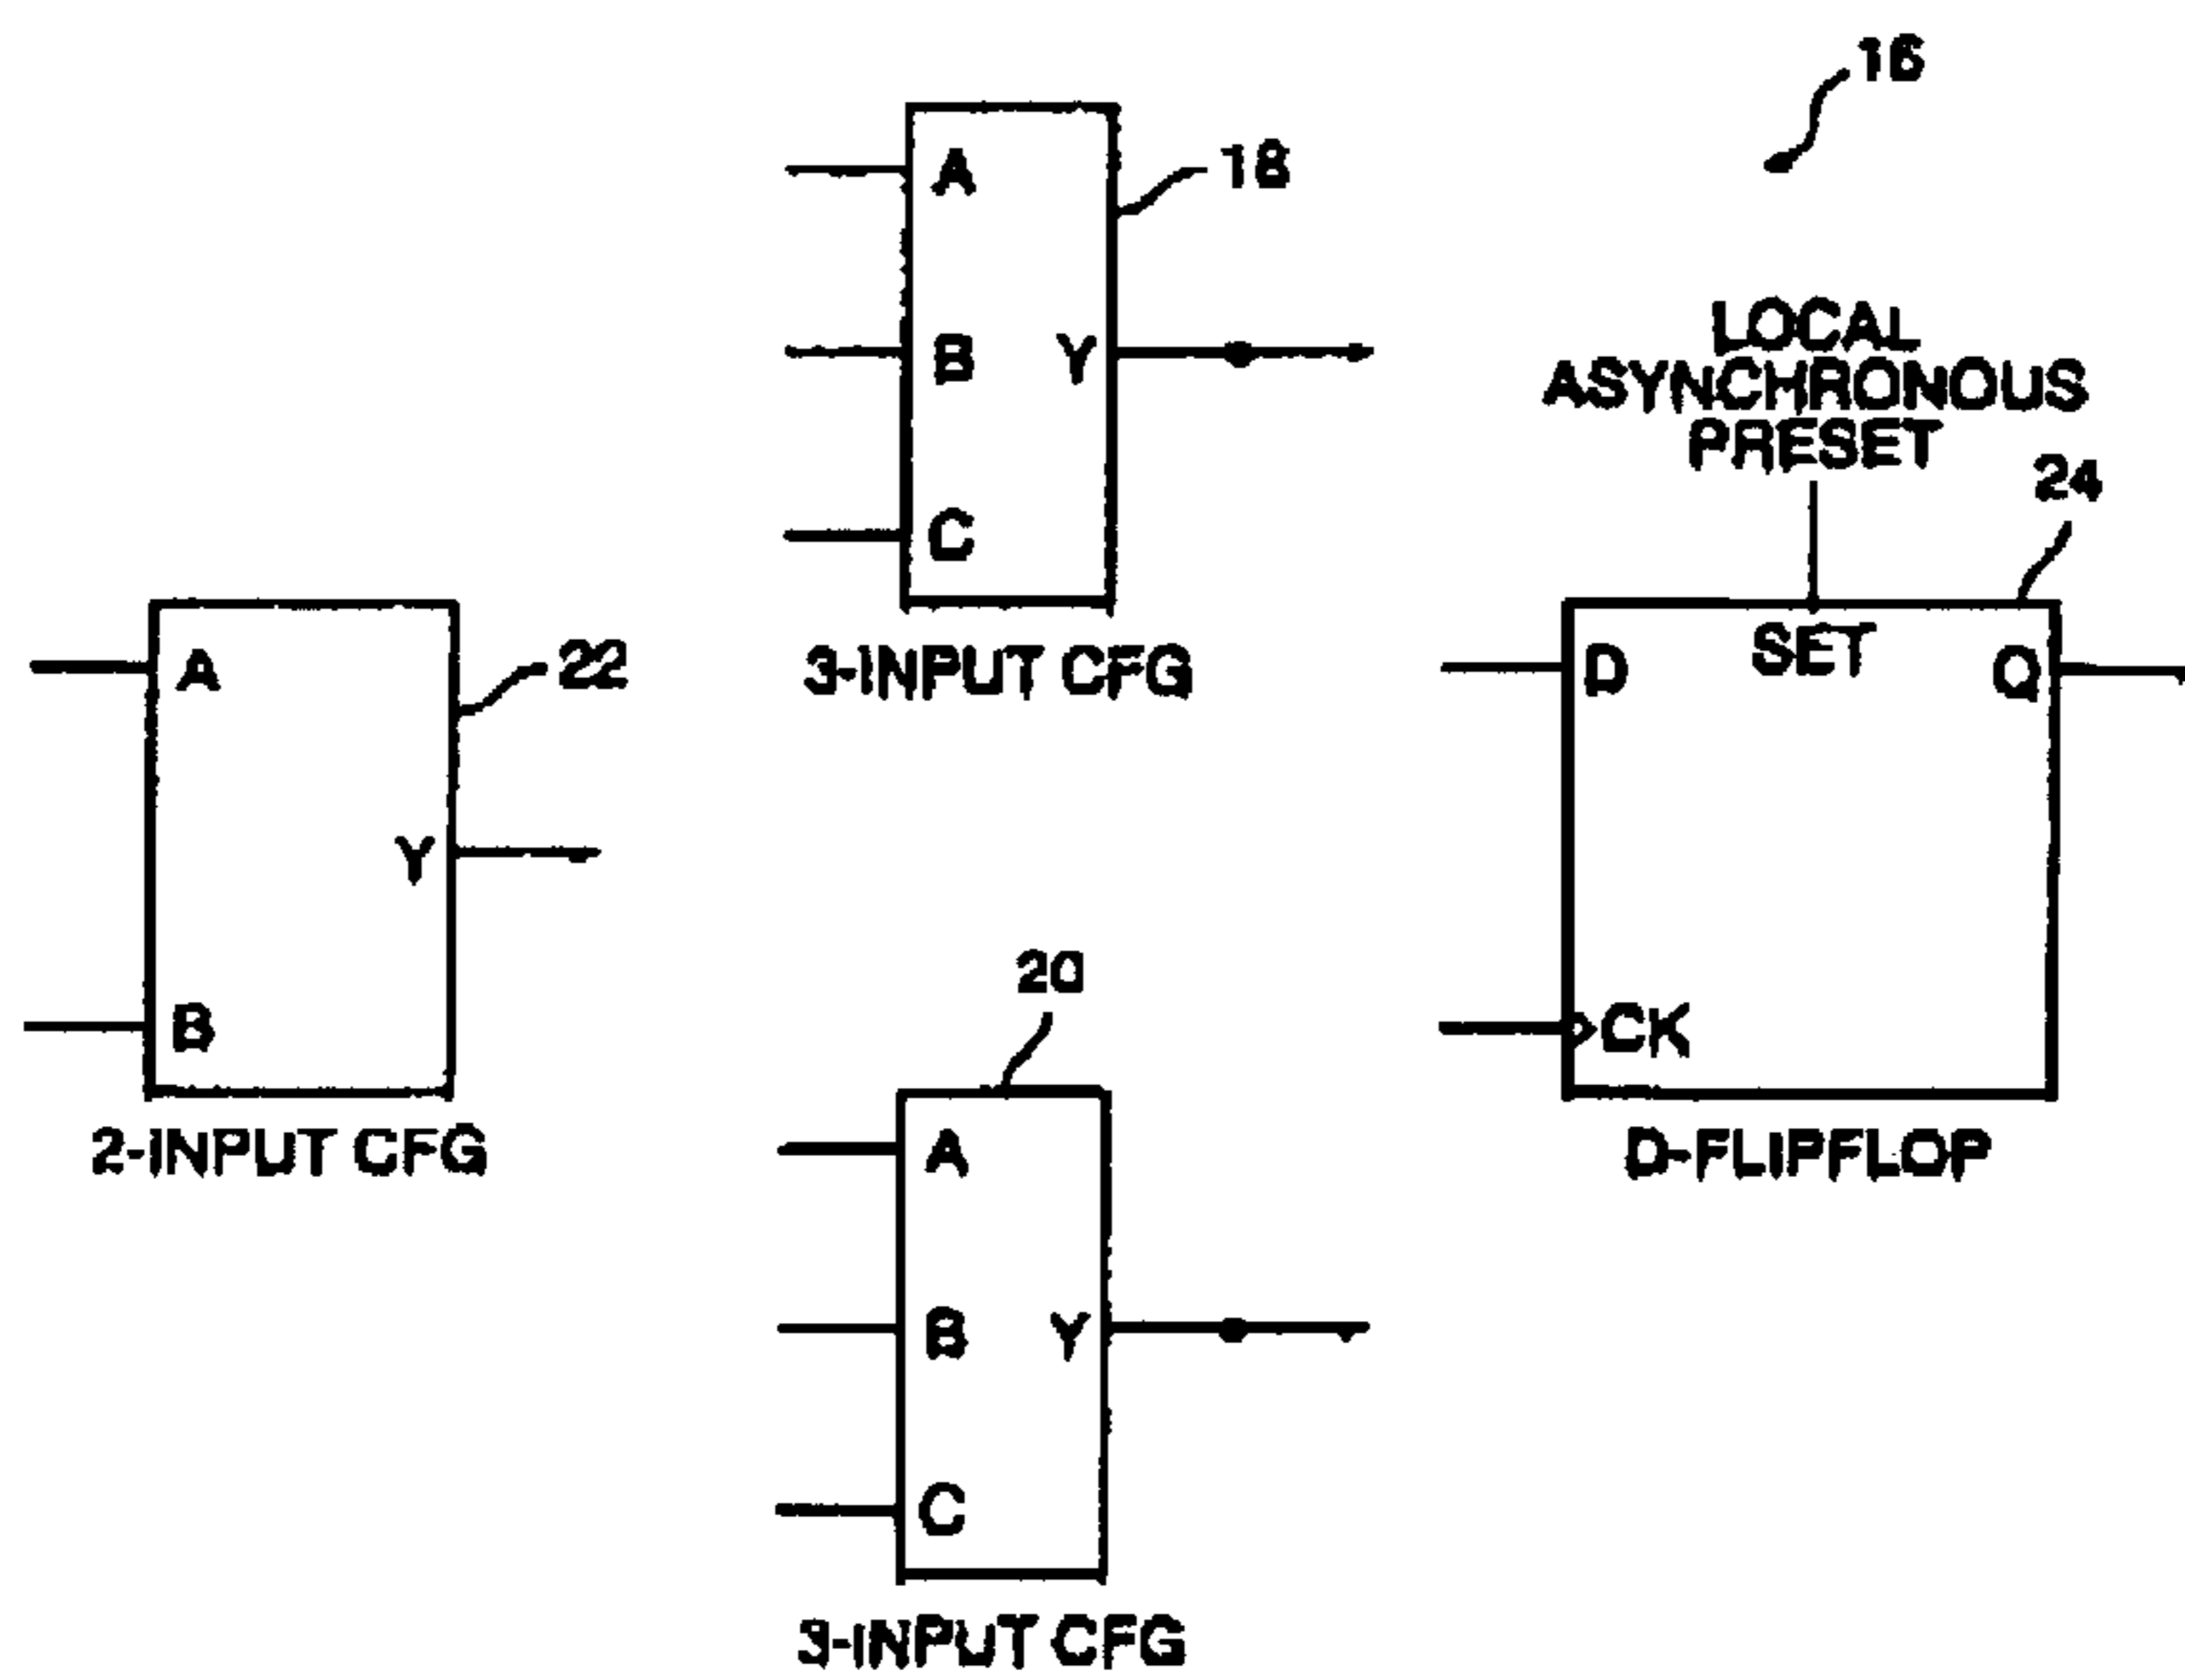 16
A
18
B
Y
C
3-INPUT CFG
LOCAL
ASYNCHRONOUS
PRESET
24
A
22
Y
B
2-INPUT CFG
D
SET
Q
CK
D-FLIPFLOP
20
A
B
Y
C
3-INPUT CFG